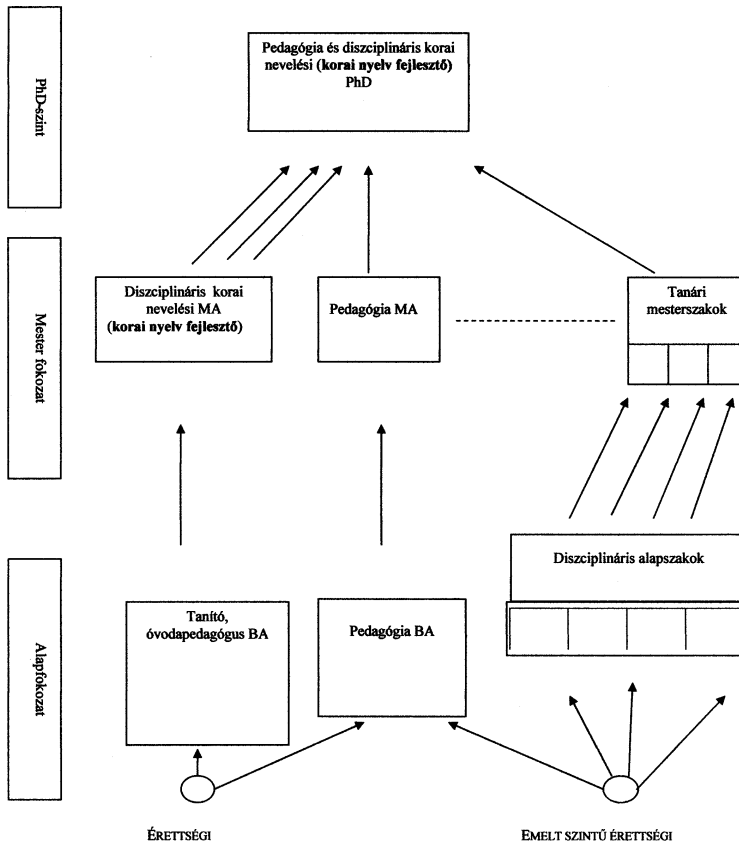 PhD-szint
Pedagógia és diszciplináris korai
nevelési (korai nyelv fejlesztő)
PhD
Mester fokozat
Diszciplináris korai
nevelési MA
(korai nyelv fejlesztő)
Pedagógia MA
Tanári
mesterszakok
Alapfokozat
Tanító,
óvodapedagógus BA
Pedagógia BA
Diszciplináris alapszakok
ÉRETTSÉGI
EMELT SZINTŰ ÉRETTSÉGI